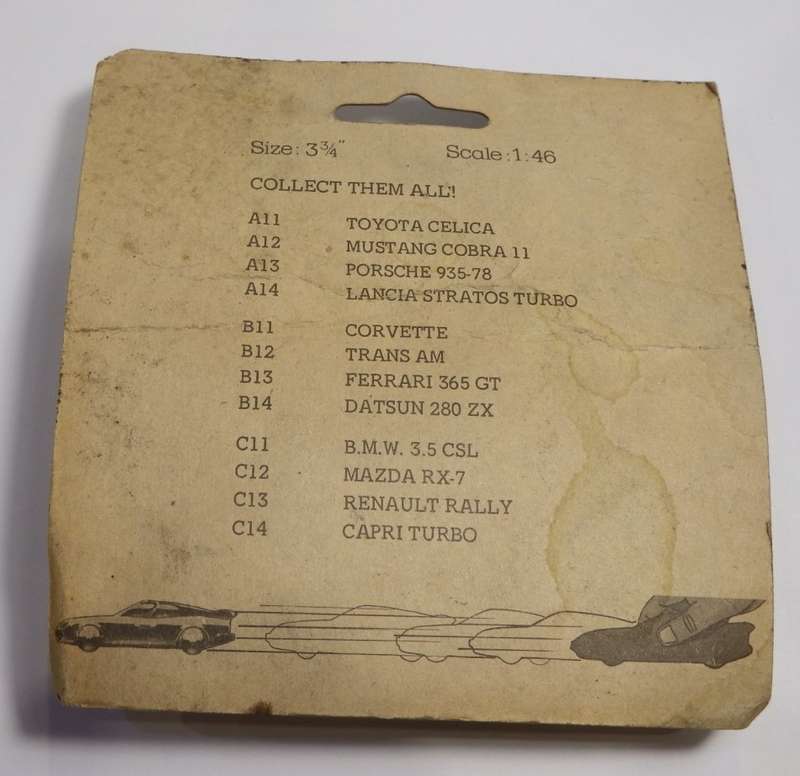 Size: 3¾" Scale: 1:46
COLLECT THEM ALL!
A11 TOYOTA CELICA
A12 MUSTANG COBRA 11
A13 PORSCHE 935-78
A14 LANCIA STRATOS TURBO
B11 CORVETTE
B12 TRANS AM
B13 FERRARI 365 GT
B14 DATSUN 280 ZX
C11 B.M.W. 3.5 CSL
C12 MAZDA RX-7
C13 RENAULT RALLY
C14 CAPRI TURBO